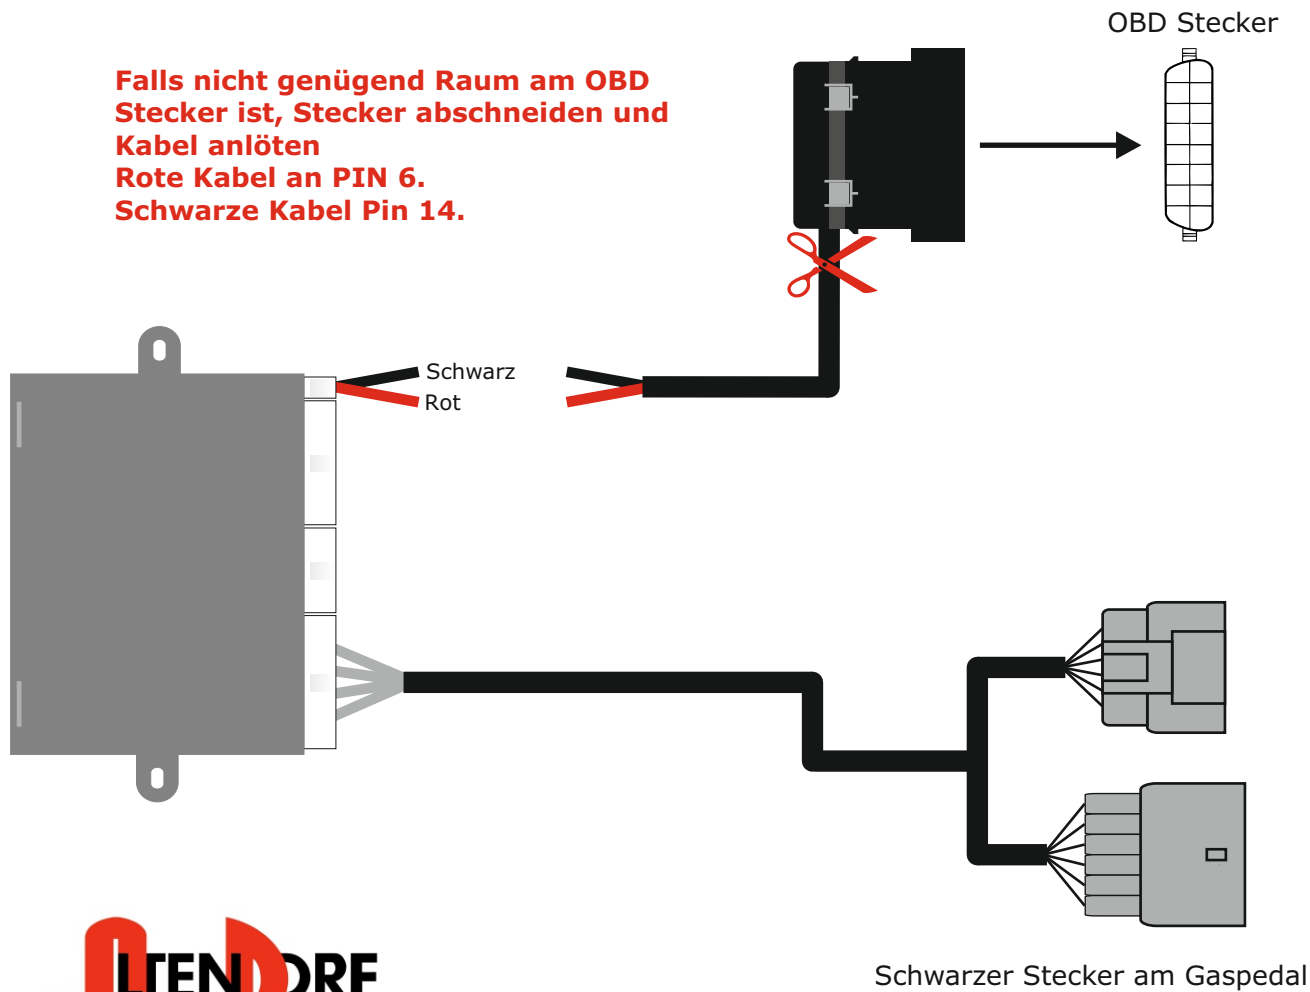 OBD Stecker
Falls nicht genügend Raum am OBD
Stecker ist, Stecker abschneiden und
Kabel anlöten
Rote Kabel an PIN 6.
Schwarze Kabel Pin 14.
Schwarz
Rot
ALTENDORF
Schwarzer Stecker am Gaspedal